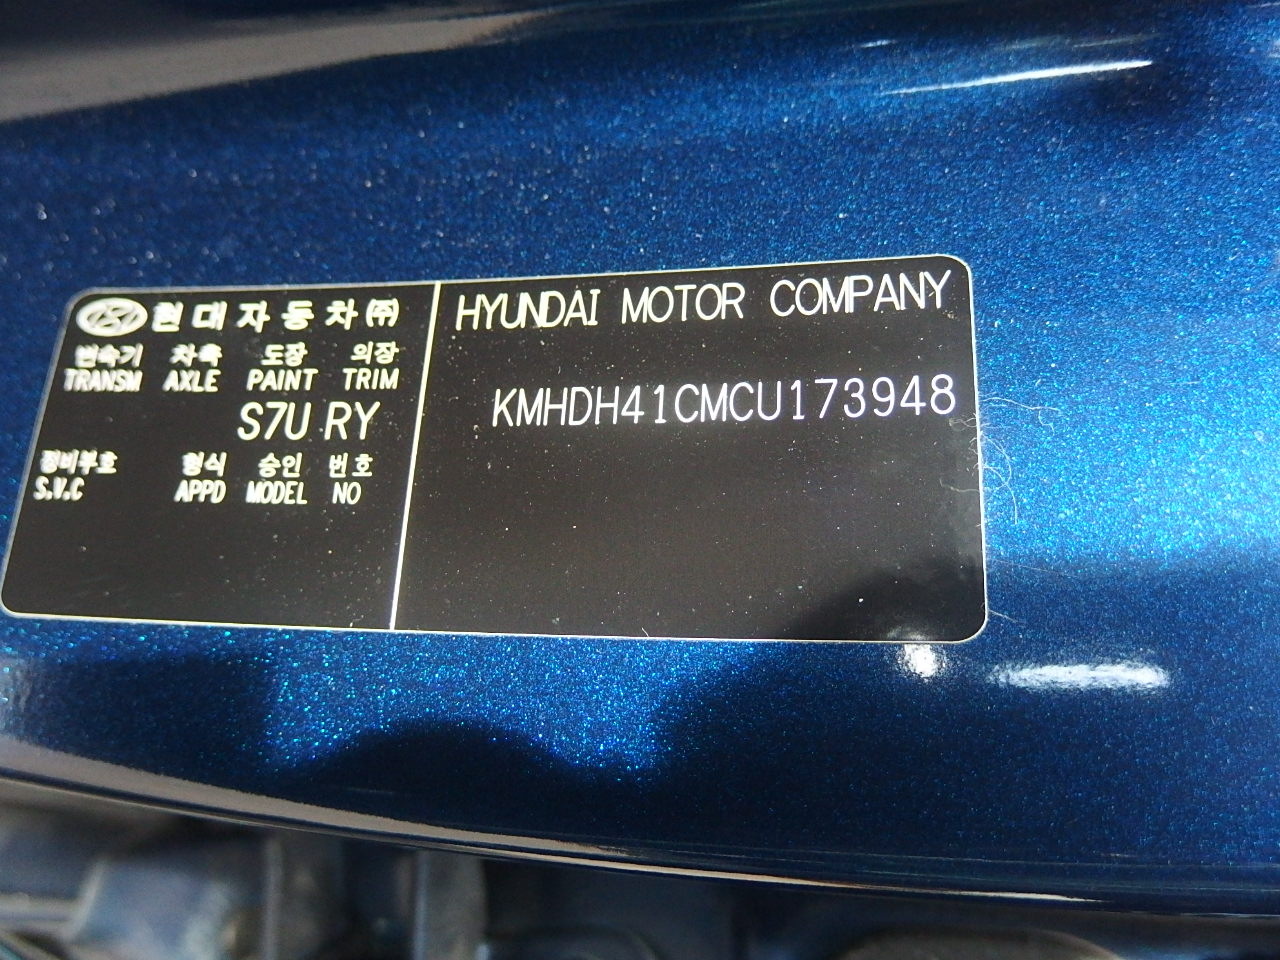 현대자동차㈜
변속기 차축 도장 의장
TRANSM AXLE PAINT TRIM
S7U RY
정비부호 형식 승인 번호
S.V.C APPD MODEL NO
HYUNDAI MOTOR COMPANY
KMHDH41CMCU173948